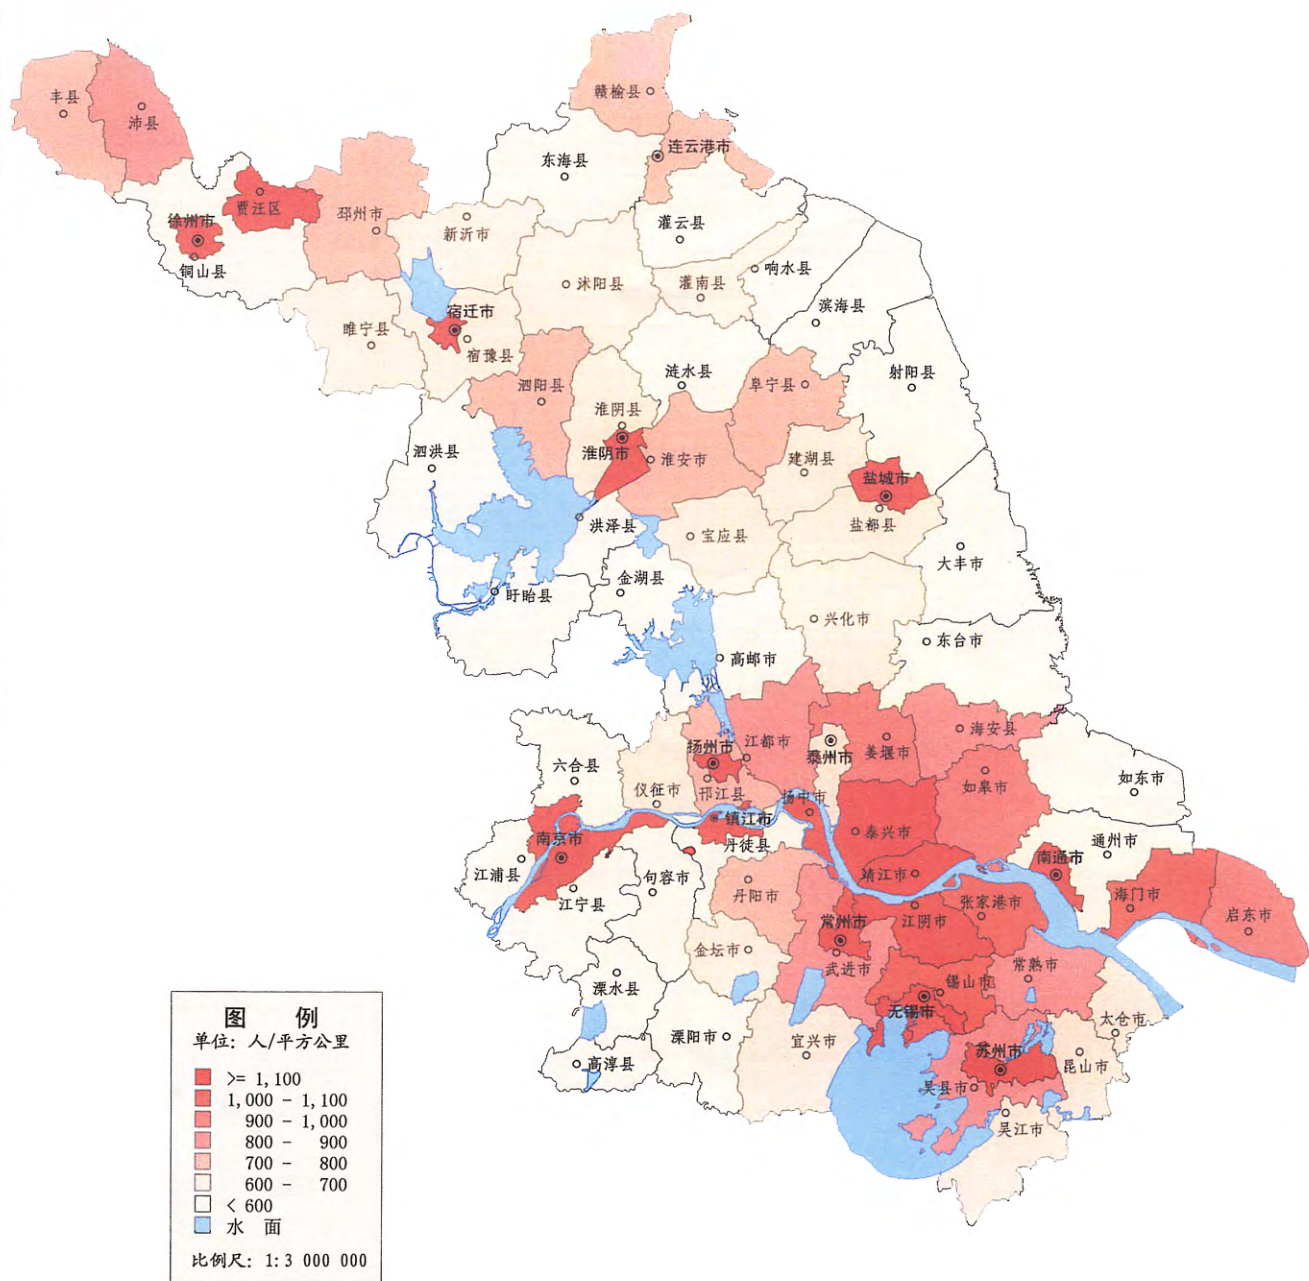 丰县
沛县
赣榆县
连云港市
东海县
贾汪区
徐州市
铜山县
邳州市
新沂市
灌云县
沭阳县
灌南县
响水县
滨海县
宿迁市
宿豫县
睢宁县
泗阳县
涟水县
阜宁县
射阳县
淮阴县
淮阴市
淮安市
泗洪县
建湖县
盐城市
盐都县
洪泽县
宝应县
大丰市
金湖县
盱眙县
兴化市
东台市
高邮市
扬州市
江都市
泰州市
姜堰市
海安县
六合县
仪征市
邗江县
扬中市
如皋市
如东市
南京市
镇江市
丹徒县
泰兴市
南通市
通州市
江浦县
江宁县
句容市
丹阳市
靖江市
江阴市
张家港市
海门市
启东市
常州市
武进市
金坛市
锡山市
无锡市
常熟市
溧水县
溧阳市
宜兴市
太仓市
高淳县
苏州市
昆山市
吴县市
吴江市
图 例
单位: 人/平方公里
>= 1,100
1,000 - 1,100
900 - 1,000
800 - 900
700 - 800
600 - 700
< 600
水 面
比例尺: 1:3 000 000